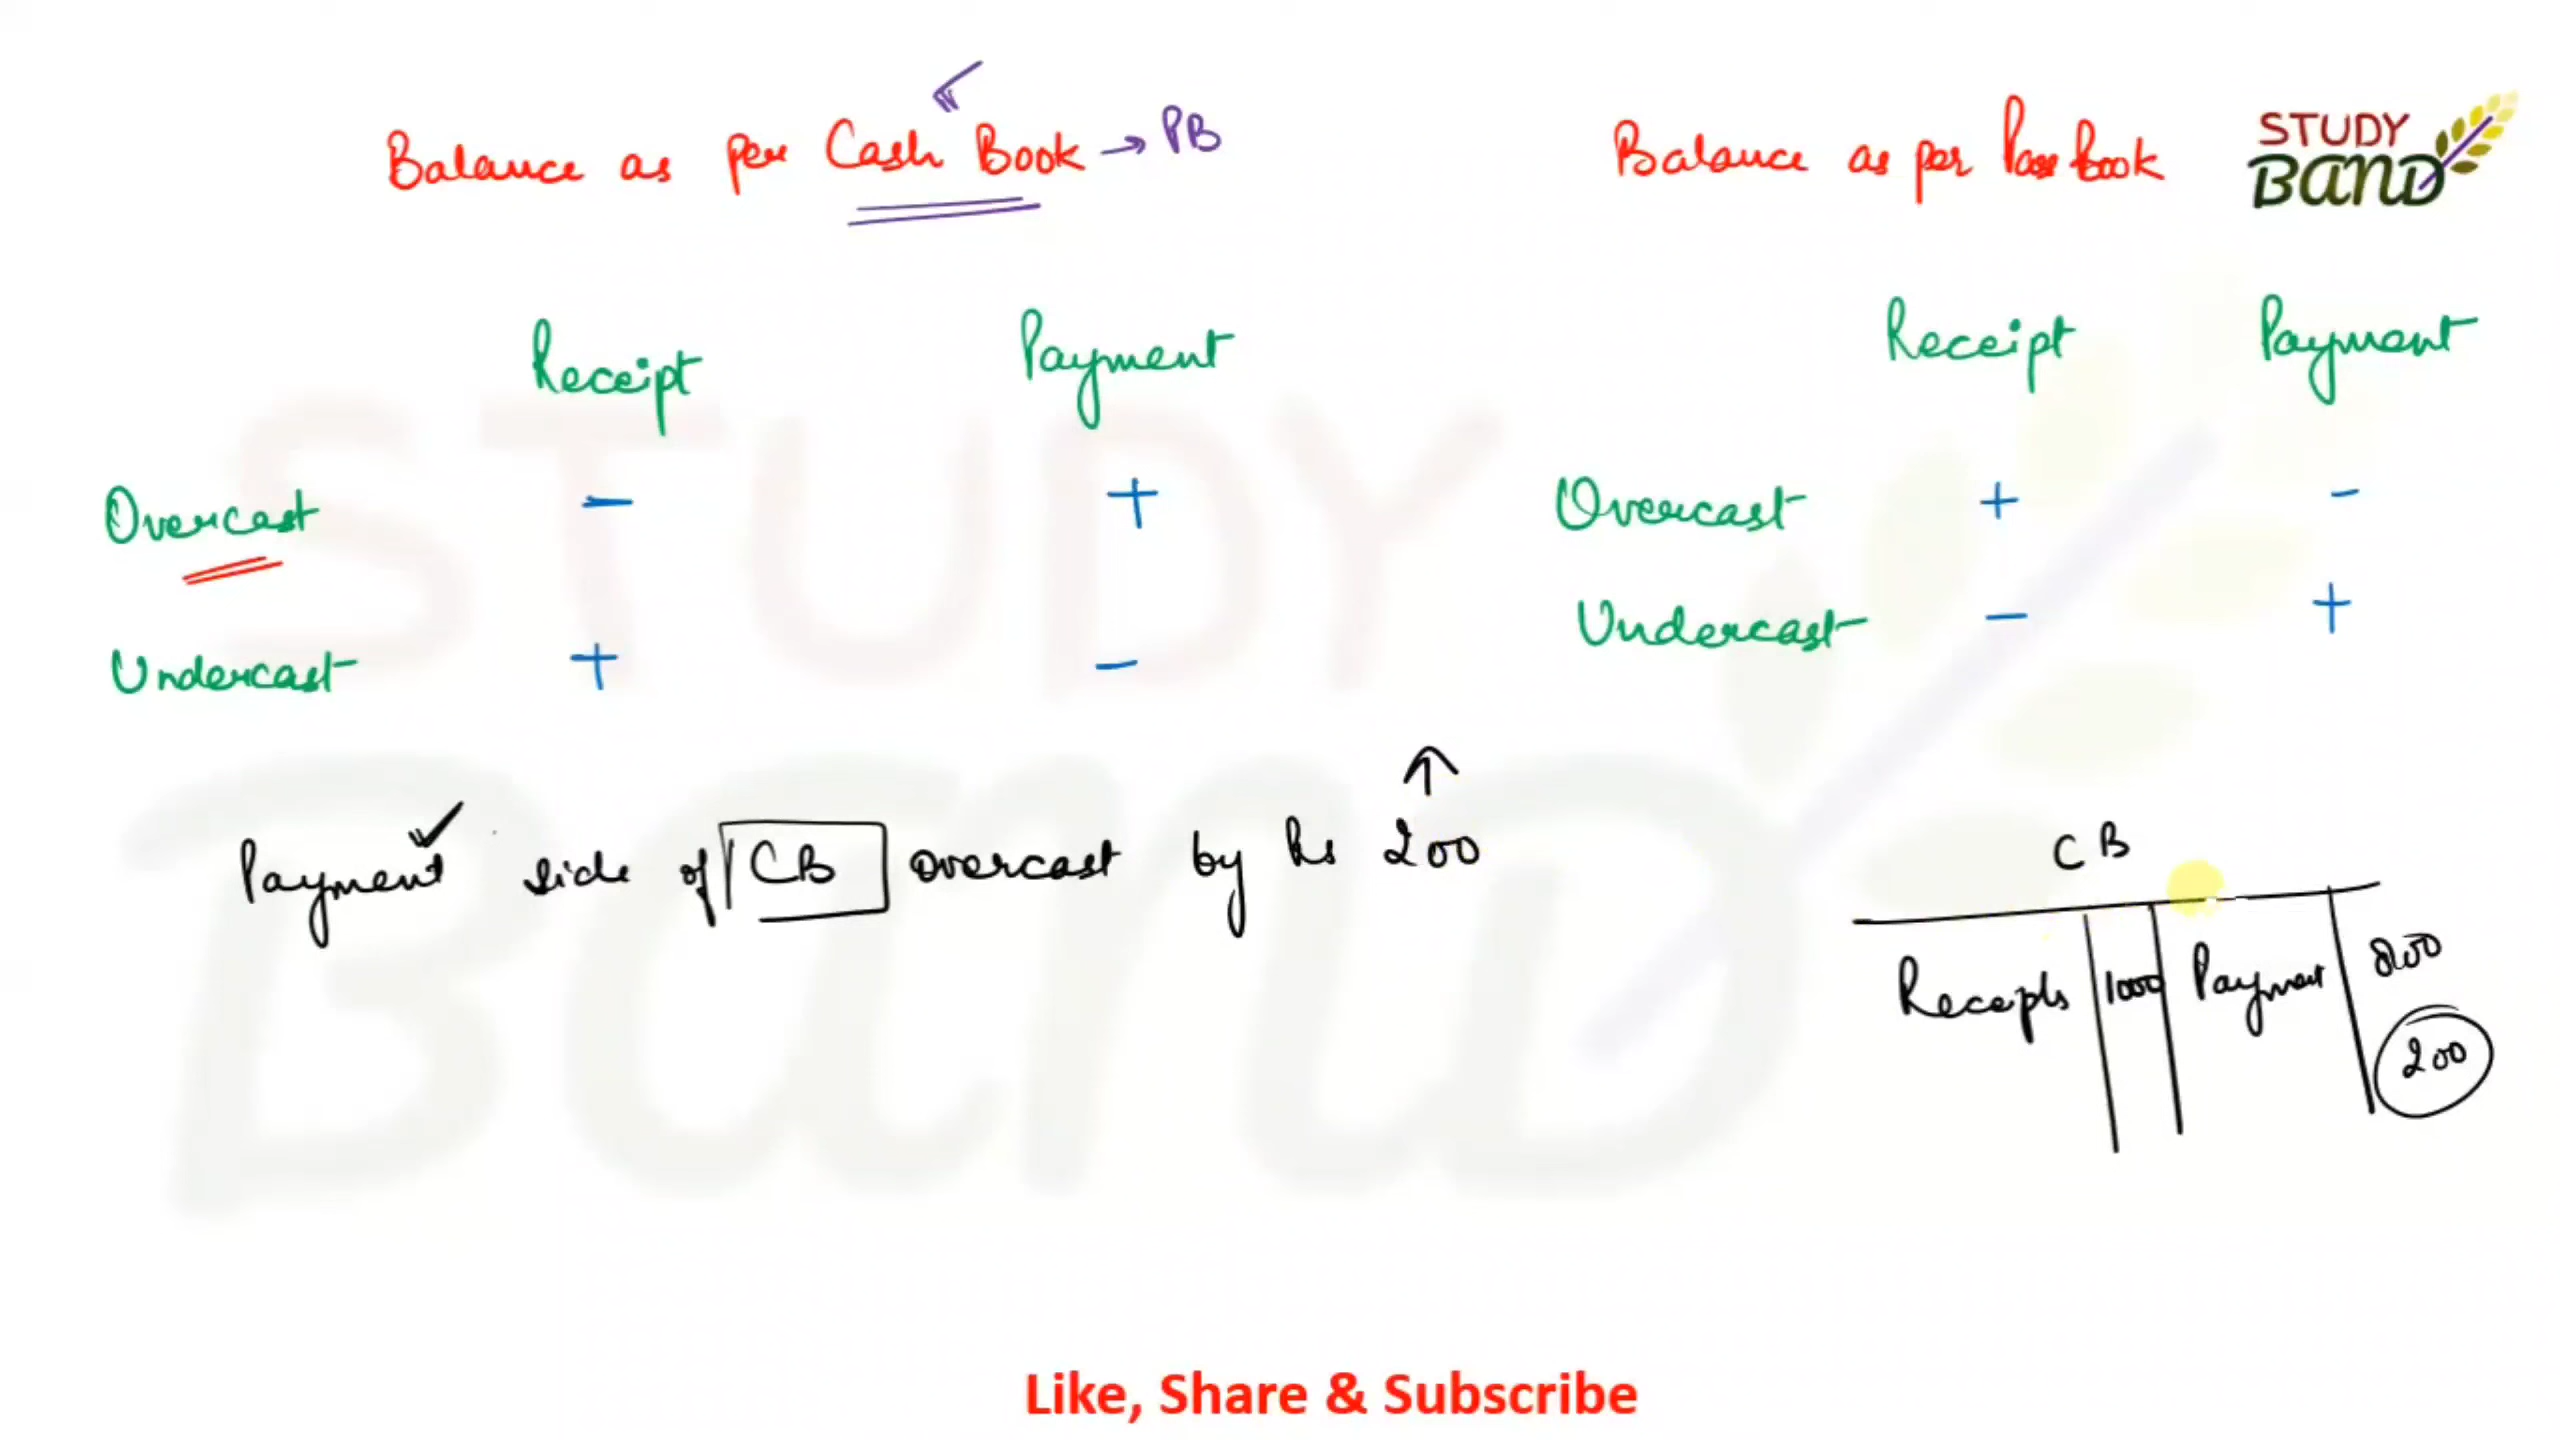 Balance as per Cash Book → PB
Balance as per Pass Book
STUDY
BAND
Receipt Payment
Receipt Payment
Overcast − +
Overcast + −
Undercast + −
Undercast − +
Payment side of CB overcast by Rs 200
CB
Receipts 1000 Payment 800
200
STUDY
BAND
Like, Share & Subscribe